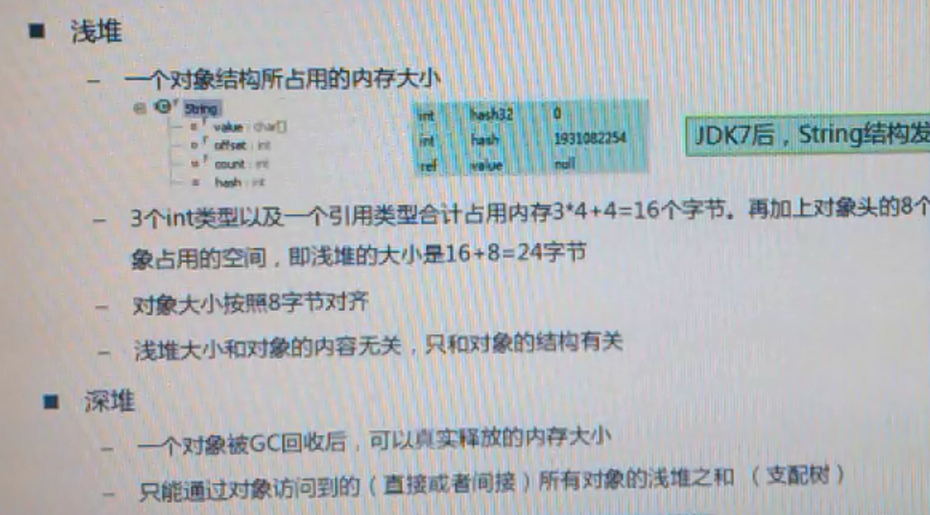 浅堆
一个对象结构所占用的内存大小
String
value : char[]
offset : int
count : int
hash : int
int hash32 0
int hash 1931082254
ref value null
JDK7后，String结构发
3个int类型以及一个引用类型合计占用内存3*4+4=16个字节。再加上对象头的8个
象占用的空间，即浅堆的大小是16+8=24字节
对象大小按照8字节对齐
浅堆大小和对象的内容无关，只和对象的结构有关
深堆
一个对象被GC回收后，可以真实释放的内存大小
只能通过对象访问到的（直接或者间接）所有对象的浅堆之和 （支配树）